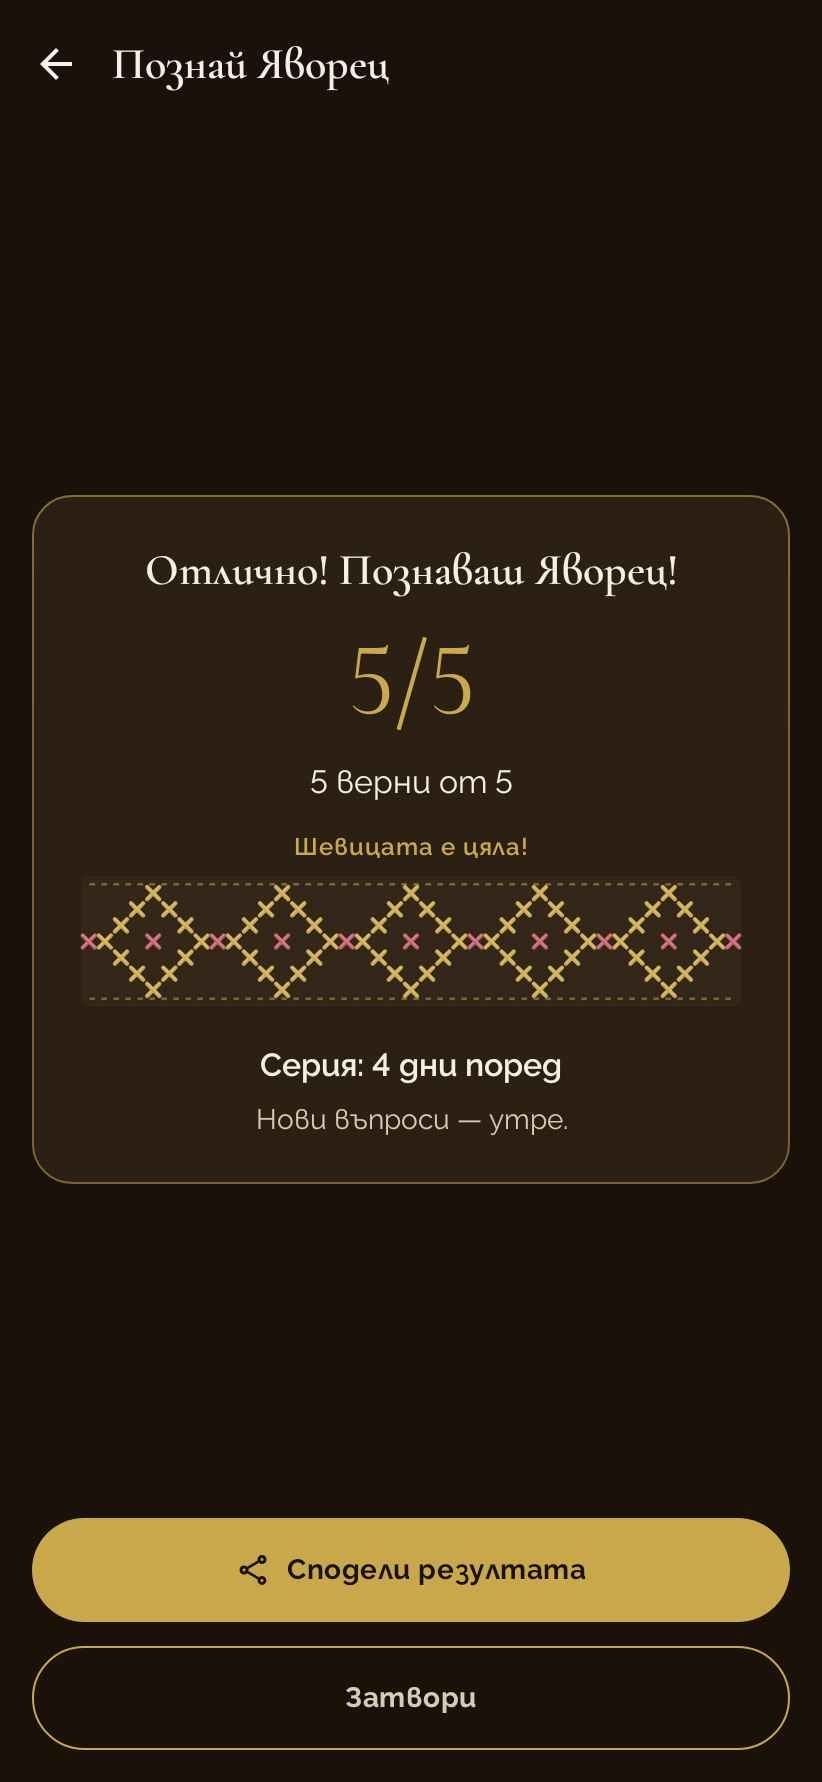 Познай Яворец
Отлично! Познаваш Яворец!
5/5
5 верни от 5
Шевицата е цяла!
Серия: 4 дни поред
Нови въпроси — утре.
Сподели резултата
Затвори